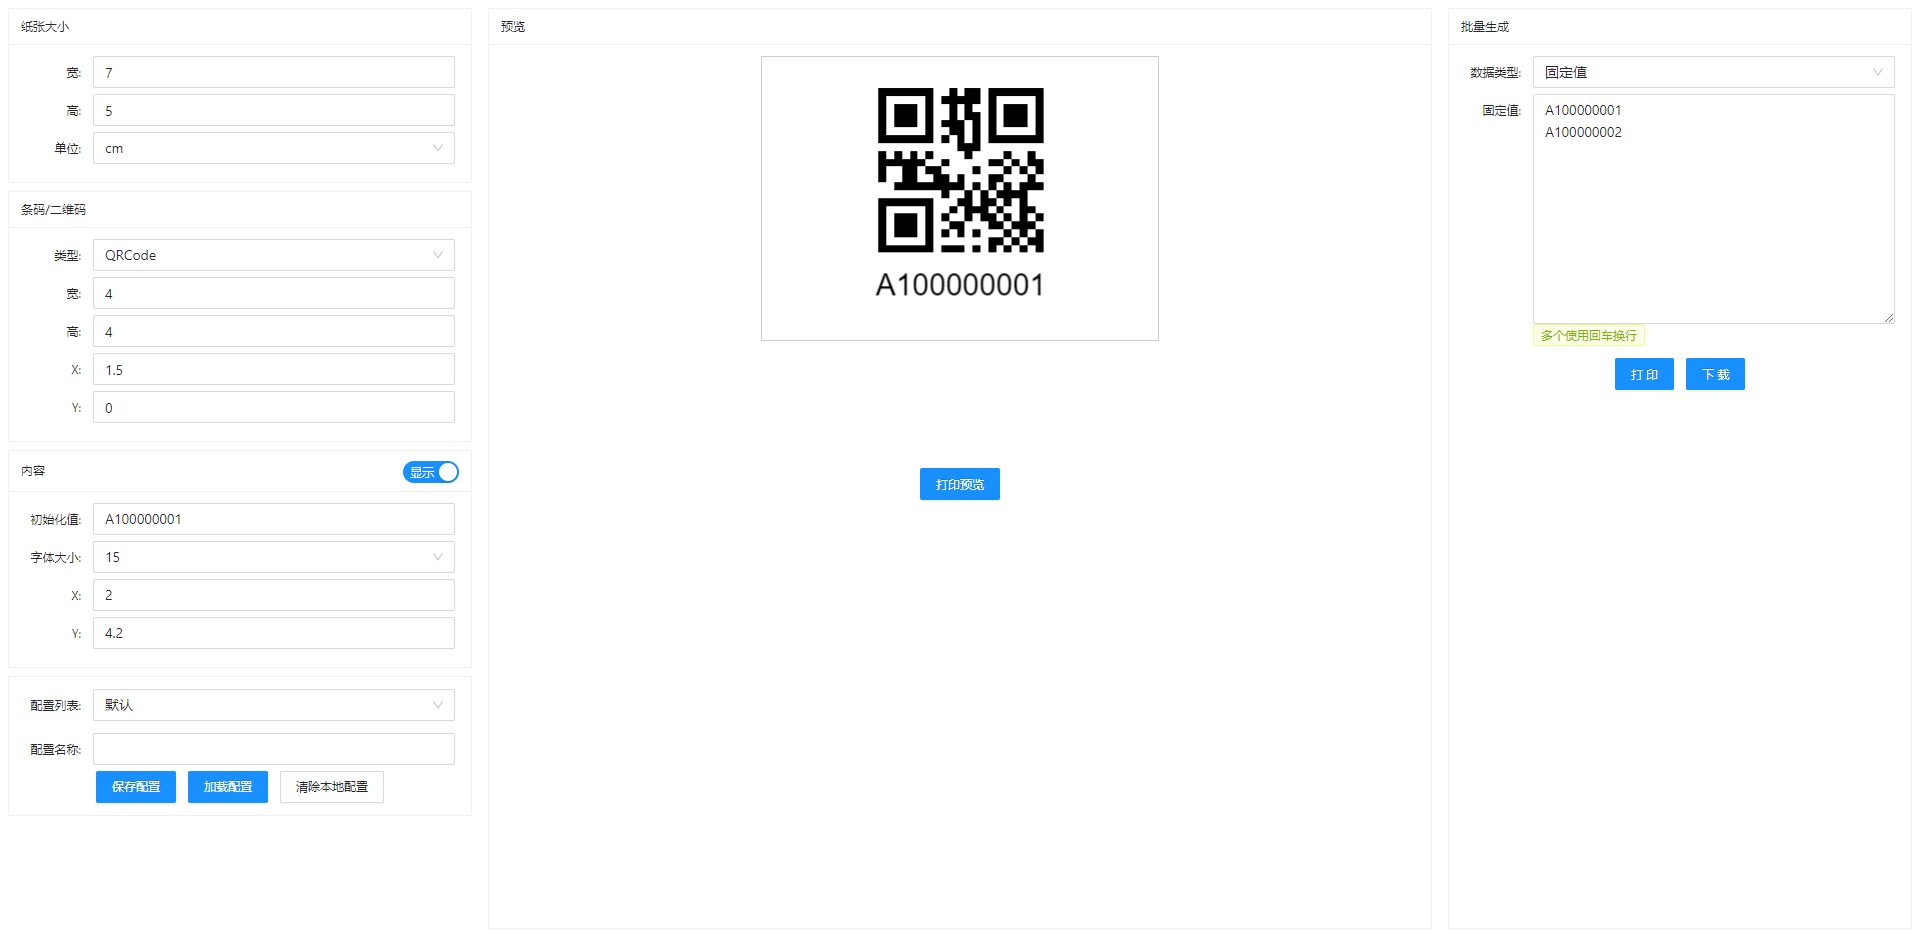 纸张大小
宽: 7
高: 5
单位: cm
条码/二维码
类型: QRCode
宽: 4
高: 4
X: 1.5
Y: 0
内容 显示
初始化值: A100000001
字体大小: 15
X: 2
Y: 4.2
配置列表: 默认
配置名称:
保存配置 加载配置 清除本地配置
预览
A100000001
打印预览
批量生成
数据类型: 固定值
固定值: A100000001
A100000002
多个使用回车换行
打 印 下 载